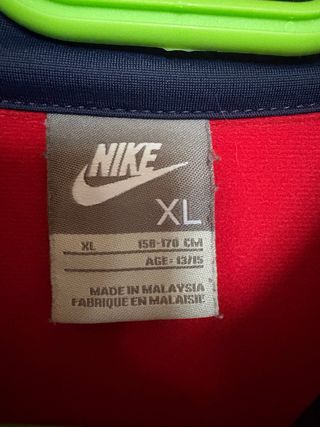 NIKE
XL
XL 158-170 CM
AGE: 13/15
MADE IN MALAYSIA
FABRIQUE EN MALAISIE